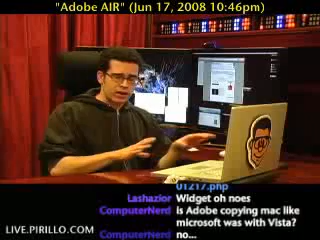 "Adobe AIR" (Jun 17, 2008 10:46pm)
01217.php
Lashazior Widget oh noes
ComputerNerd is Adobe copying mac like
microsoft was with Vista?
ComputerNerd no...
LIVE.PIRILLO.COM